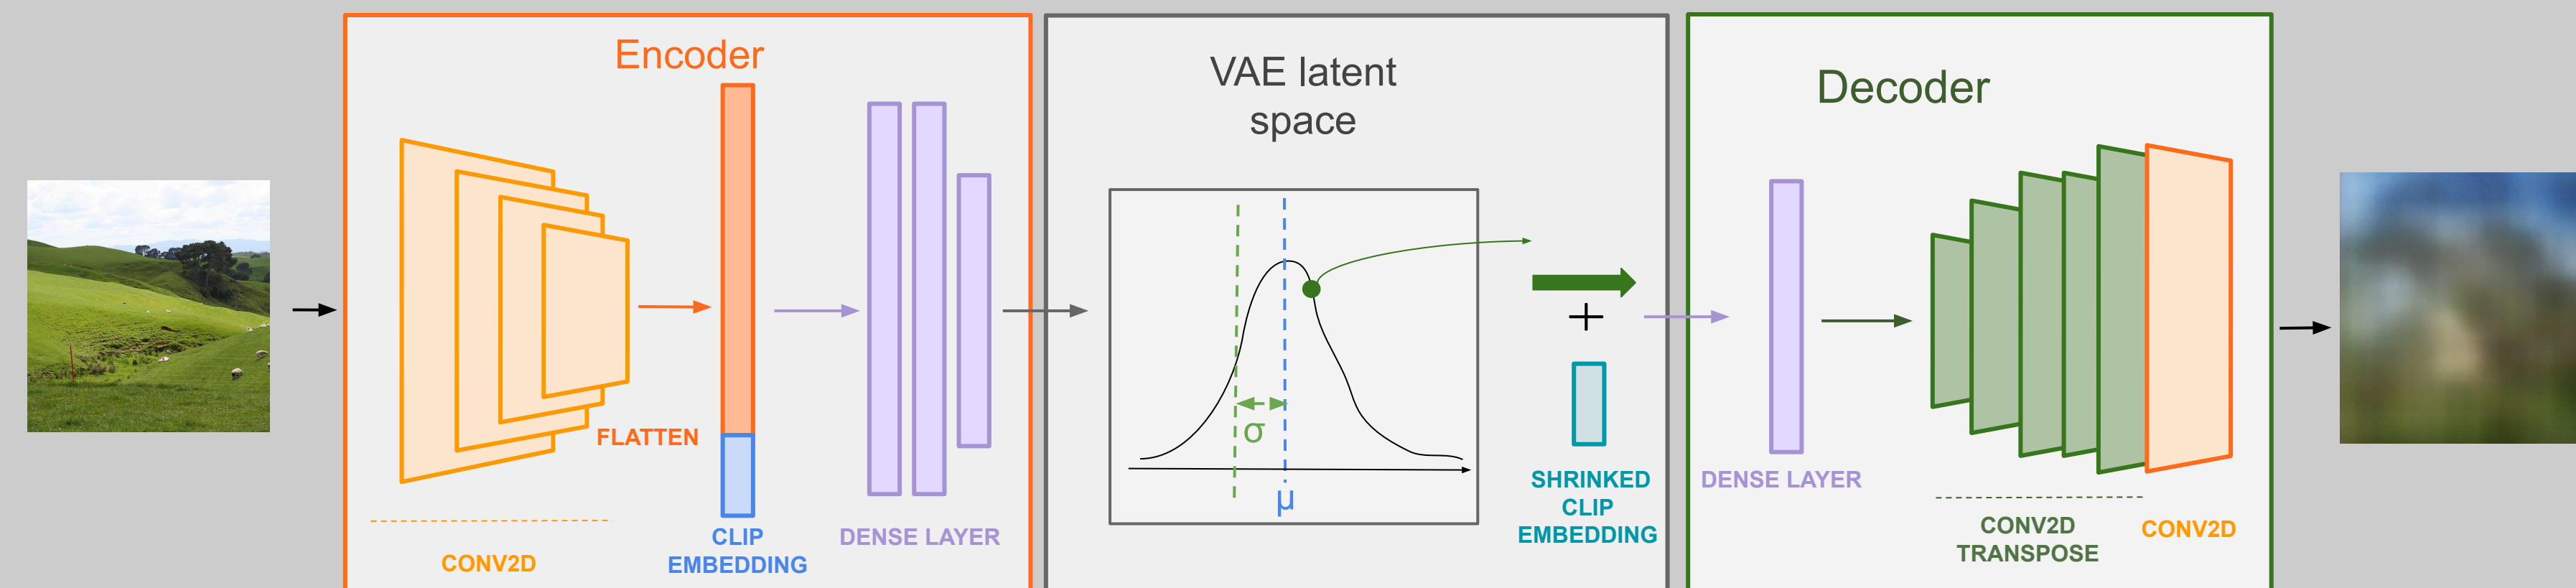 Encoder
FLATTEN
CONV2D
CLIP
EMBEDDING
DENSE LAYER
VAE latent
space
σ
μ
+
SHRINKED
CLIP
EMBEDDING
Decoder
DENSE LAYER
CONV2D
TRANSPOSE
CONV2D